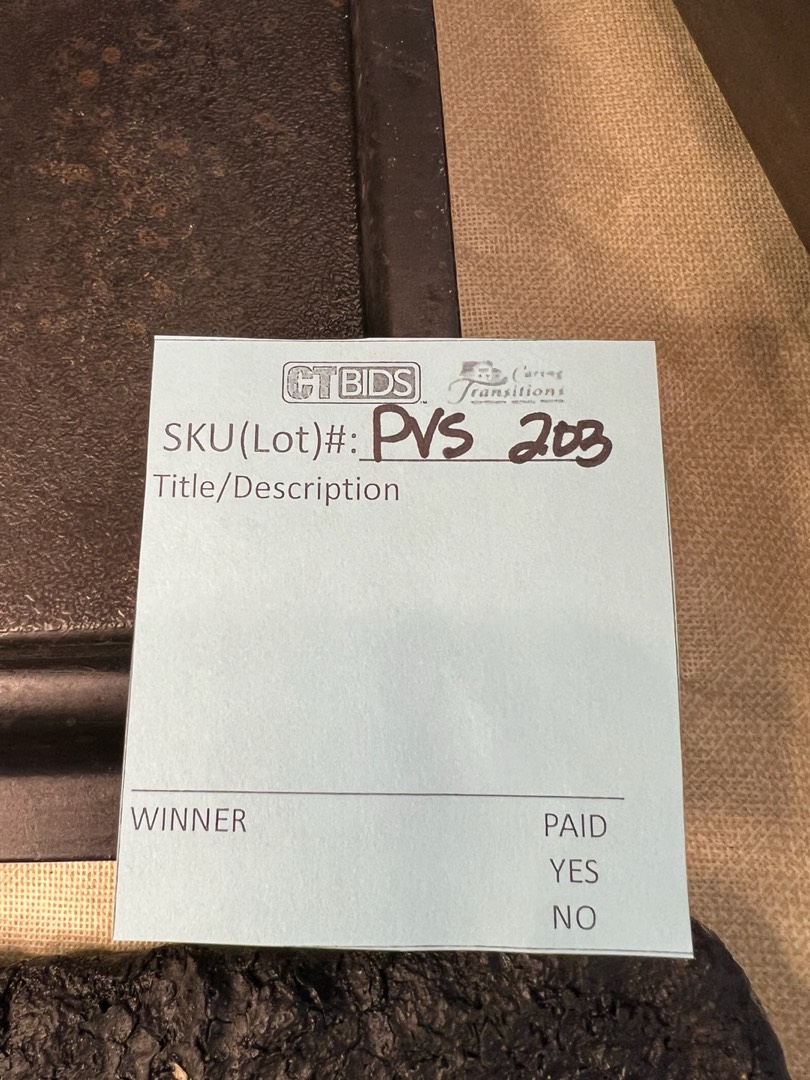 CTBIDS Caring Transitions
SKU(Lot)#: PVS 203
Title/Description
WINNER PAID
YES
NO